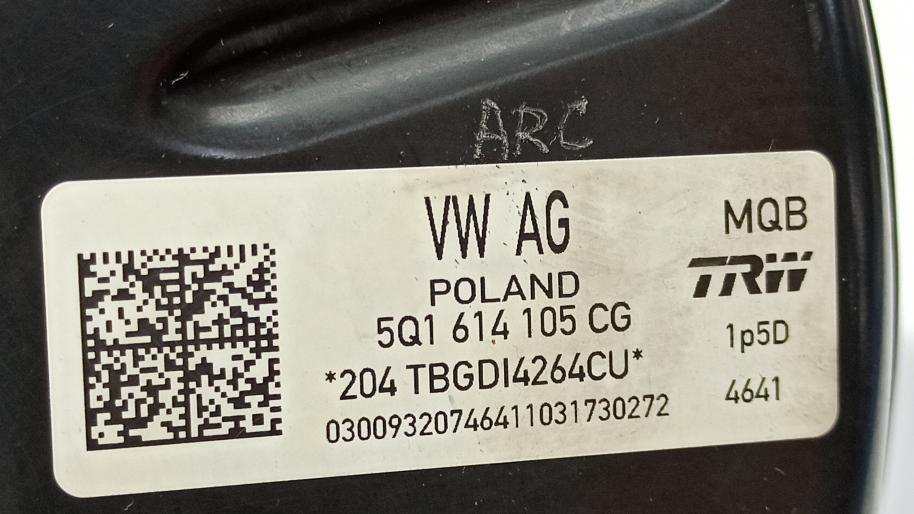 ARC
VW AG
POLAND
5Q1 614 105 CG
*204 TBGDI4264CU*
03009320746411031730272
MQB
TRW
1p5D
4641